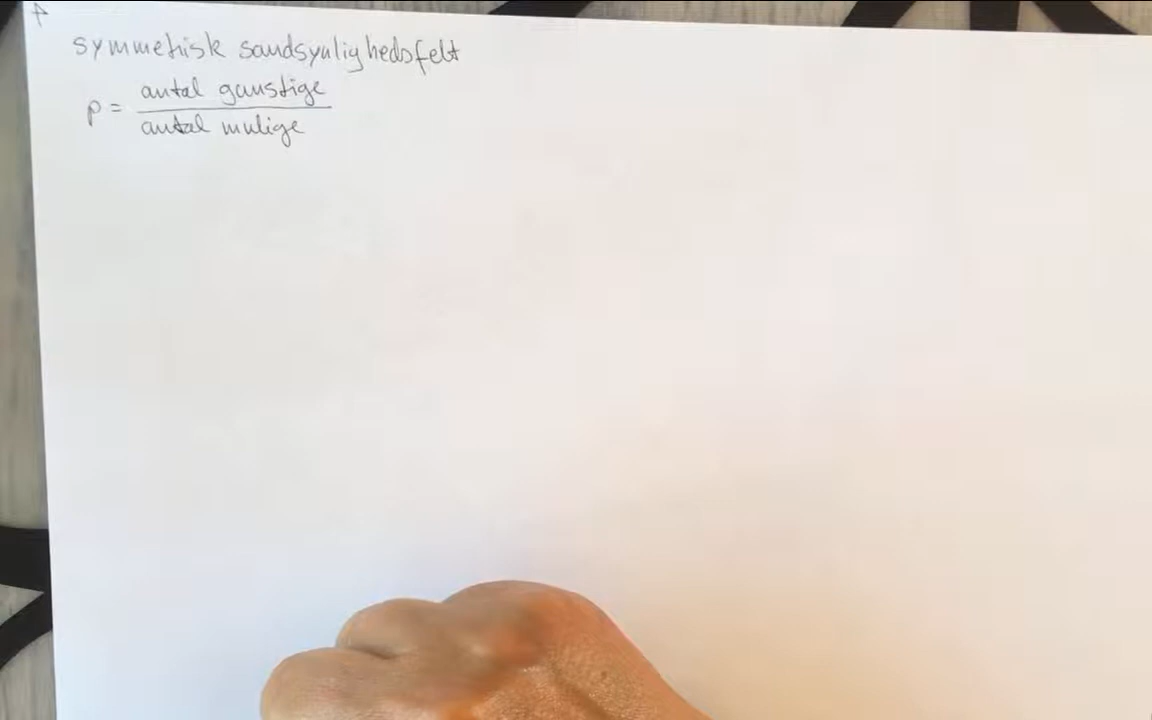 symmetrisk sandsynlighedsfelt
p = antal gunstige
antal mulige